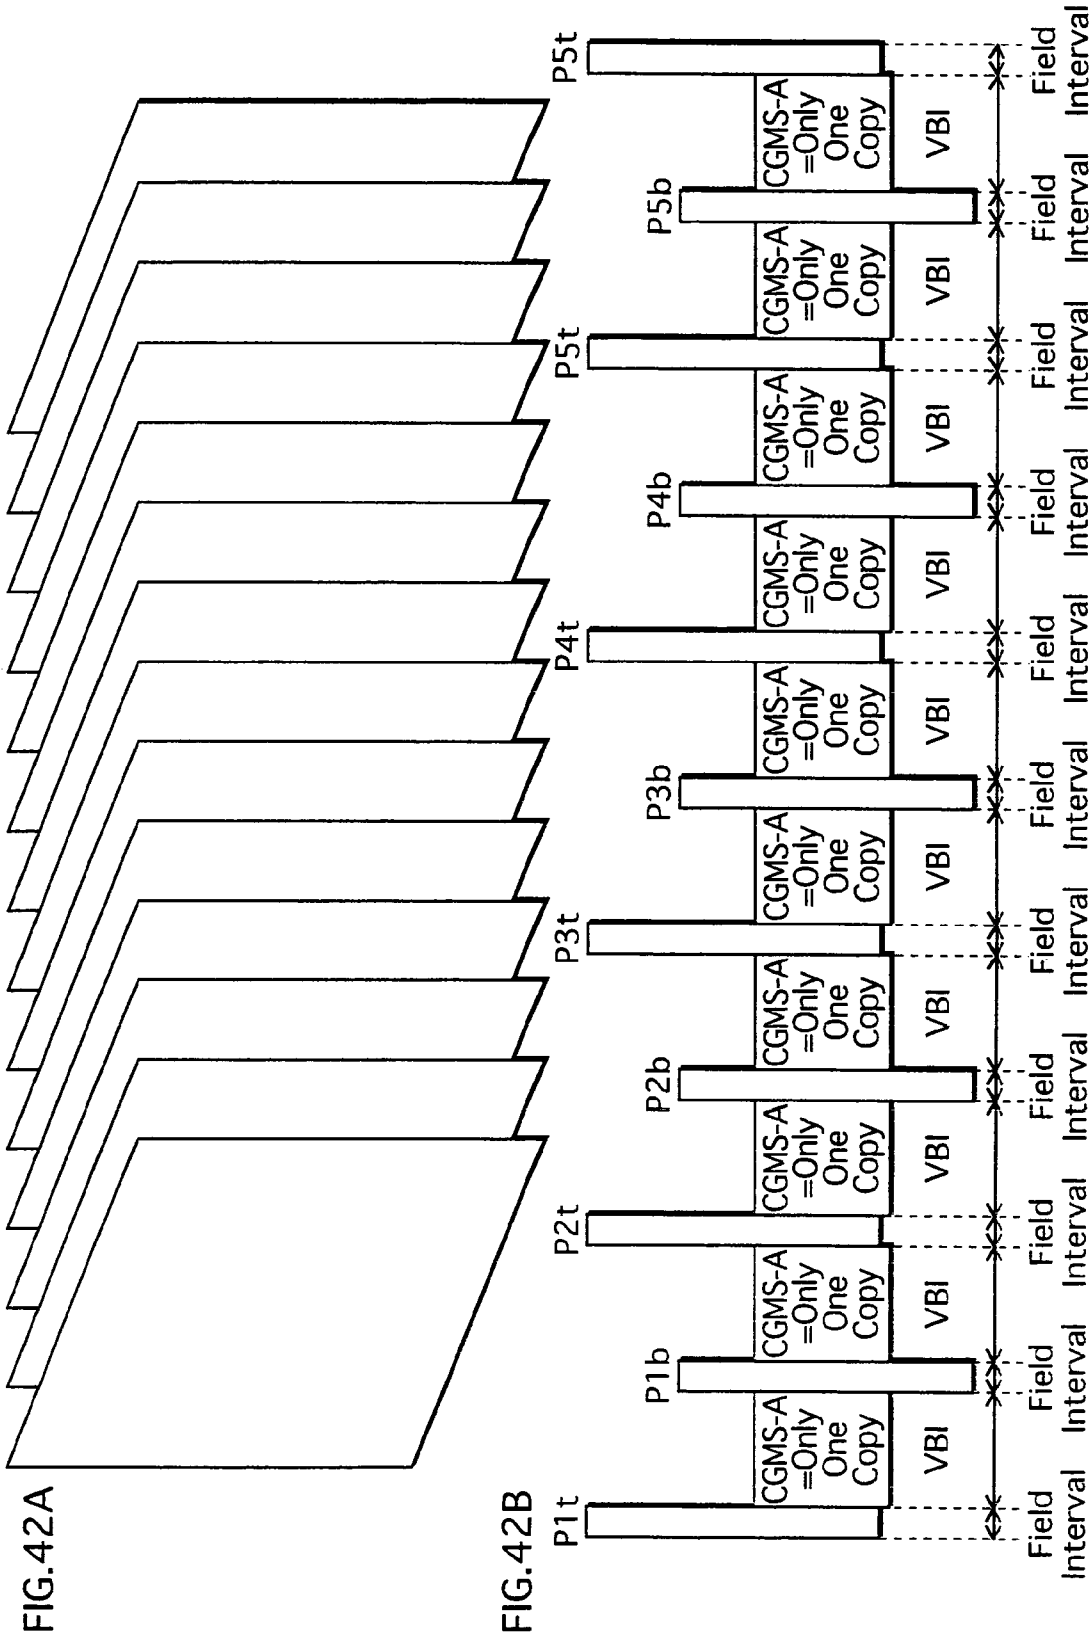 FIG.42A
FIG.42B
P1t P2t P3t P4t P5t P5t
P1b P2b P3b P4b P5b
CGMS-A CGMS-A CGMS-A CGMS-A CGMS-A CGMS-A CGMS-A CGMS-A CGMS-A CGMS-A
=Only =Only =Only =Only =Only =Only =Only =Only =Only =Only
One One One One One One One One One One
Copy Copy Copy Copy Copy Copy Copy Copy Copy Copy
VBI VBI VBI VBI VBI VBI VBI VBI VBI VBI
Field Field Field Field Field Field Field Field Field Field Field
Interval Interval Interval Interval Interval Interval Interval Interval Interval Interval Interval